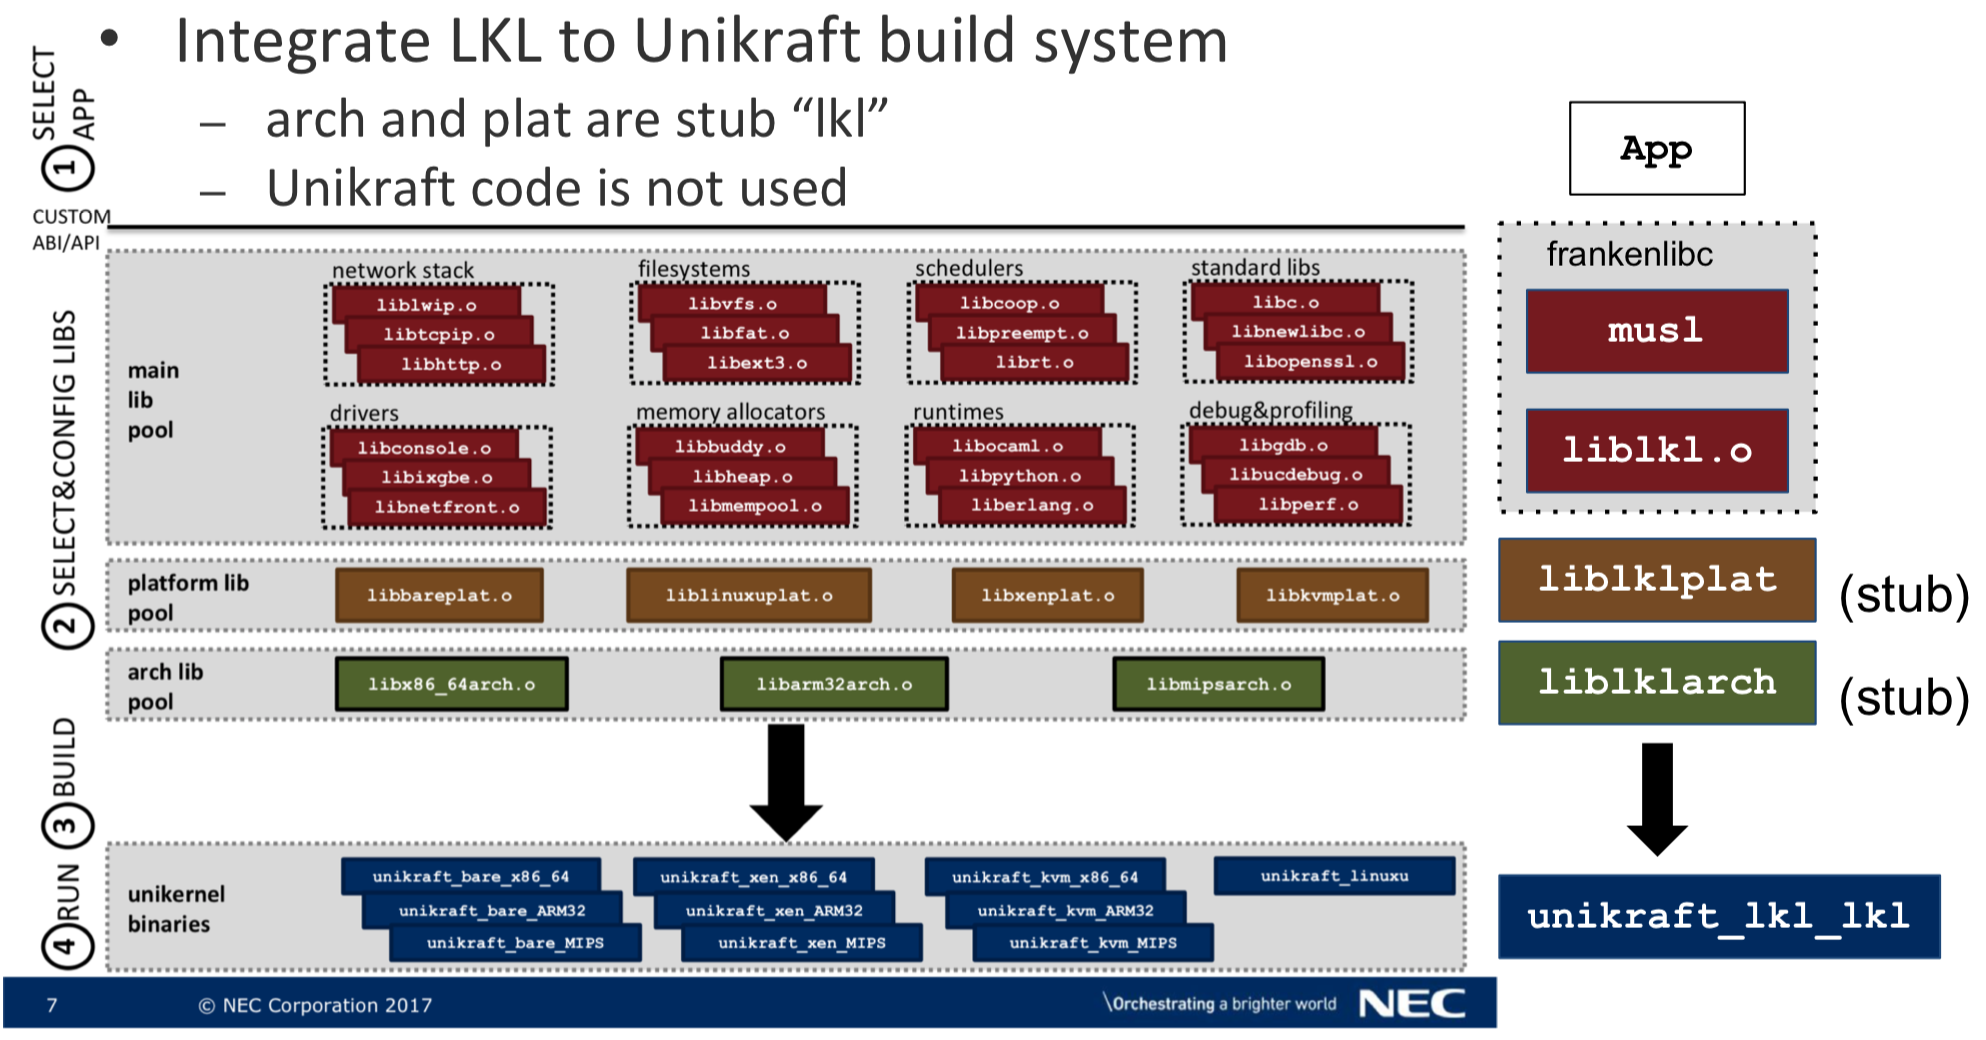 • Integrate LKL to Unikraft build system
– arch and plat are stub “lkl”
– Unikraft code is not used
1 SELECT
APP
CUSTOM
ABI/API
2 SELECT&CONFIG LIBS
3 BUILD
4 RUN
main
lib
pool
network stack
liblwip.o
libtcpip.o
libhttp.o
filesystems
libvfs.o
libfat.o
libext3.o
schedulers
libcoop.o
libpreempt.o
librt.o
standard libs
libc.o
libnewlibc.o
libopenssl.o
drivers
libconsole.o
libixgbe.o
libnetfront.o
memory allocators
libbuddy.o
libheap.o
libmempool.o
runtimes
libocaml.o
libpython.o
liberlang.o
debug&profiling
libgdb.o
libucdebug.o
libperf.o
platform lib
pool
libbareplat.o
liblinuxuplat.o
libxenplat.o
libkvmplat.o
arch lib
pool
libx86_64arch.o
libarm32arch.o
libmipsarch.o
unikernel
binaries
unikraft_bare_x86_64
unikraft_bare_ARM32
unikraft_bare_MIPS
unikraft_xen_x86_64
unikraft_xen_ARM32
unikraft_xen_MIPS
unikraft_kvm_x86_64
unikraft_kvm_ARM32
unikraft_kvm_MIPS
unikraft_linuxu
App
frankenlibc
musl
liblkl.o
liblklplat (stub)
liblklarch (stub)
unikraft_lkl_lkl
7 © NEC Corporation 2017 \Orchestrating a brighter world NEC